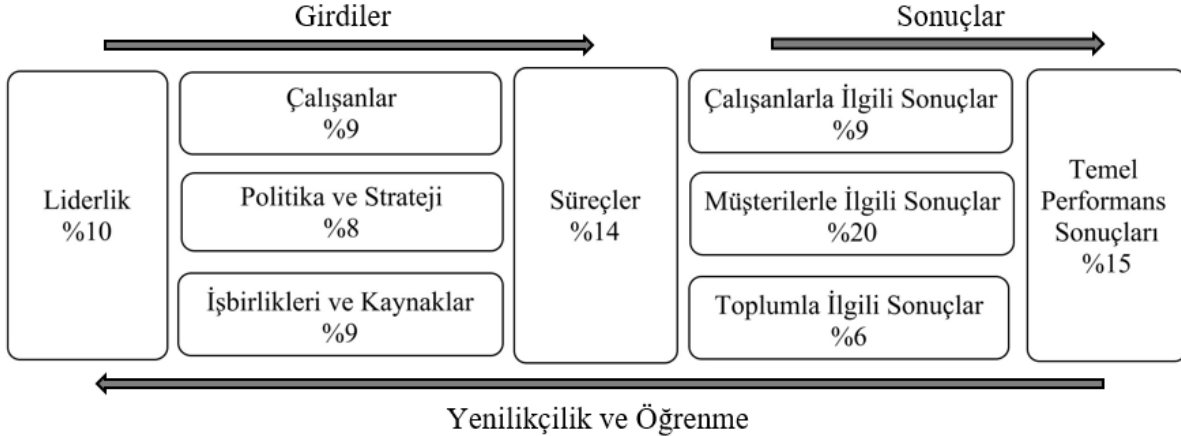 Girdiler
Sonuçlar
Liderlik
%10
Çalışanlar
%9
Politika ve Strateji
%8
İşbirlikleri ve Kaynaklar
%9
Süreçler
%14
Çalışanlarla İlgili Sonuçlar
%9
Müşterilerle İlgili Sonuçlar
%20
Toplumla İlgili Sonuçlar
%6
Temel
Performans
Sonuçları
%15
Yenilikçilik ve Öğrenme